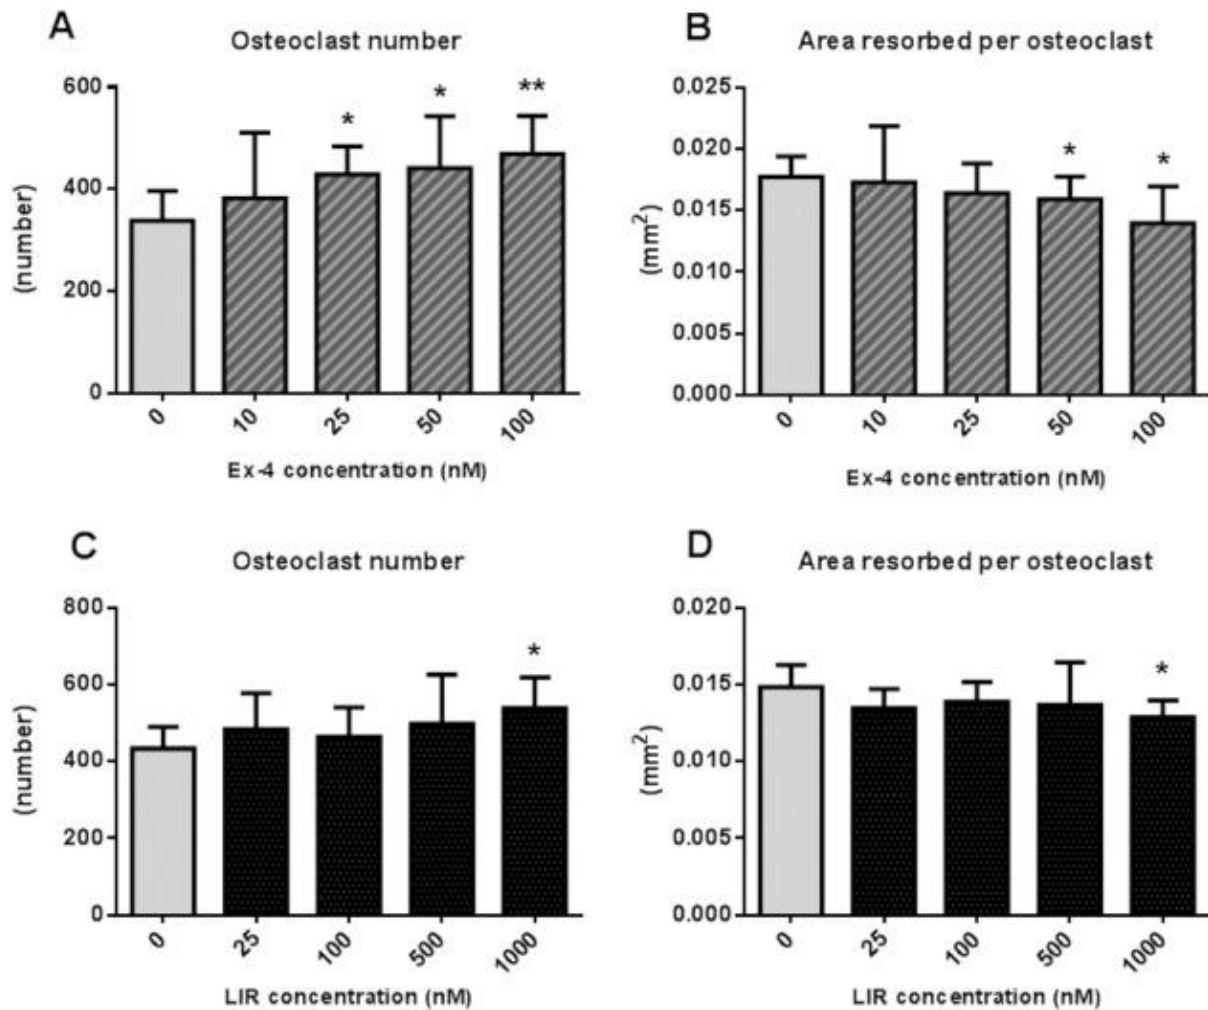 A
Osteoclast number
(number)
600
400
200
0
*
*
**
0
10
25
50
100
Ex-4 concentration (nM)
B
Area resorbed per osteoclast
(mm²)
0.025
0.020
0.015
0.010
0.005
0.000
*
*
0
10
25
50
100
Ex-4 concentration (nM)
C
Osteoclast number
(number)
800
600
400
200
0
*
0
25
100
500
1000
LIR concentration (nM)
D
Area resorbed per osteoclast
(mm²)
0.020
0.015
0.010
0.005
0.000
*
0
25
100
500
1000
LIR concentration (nM)